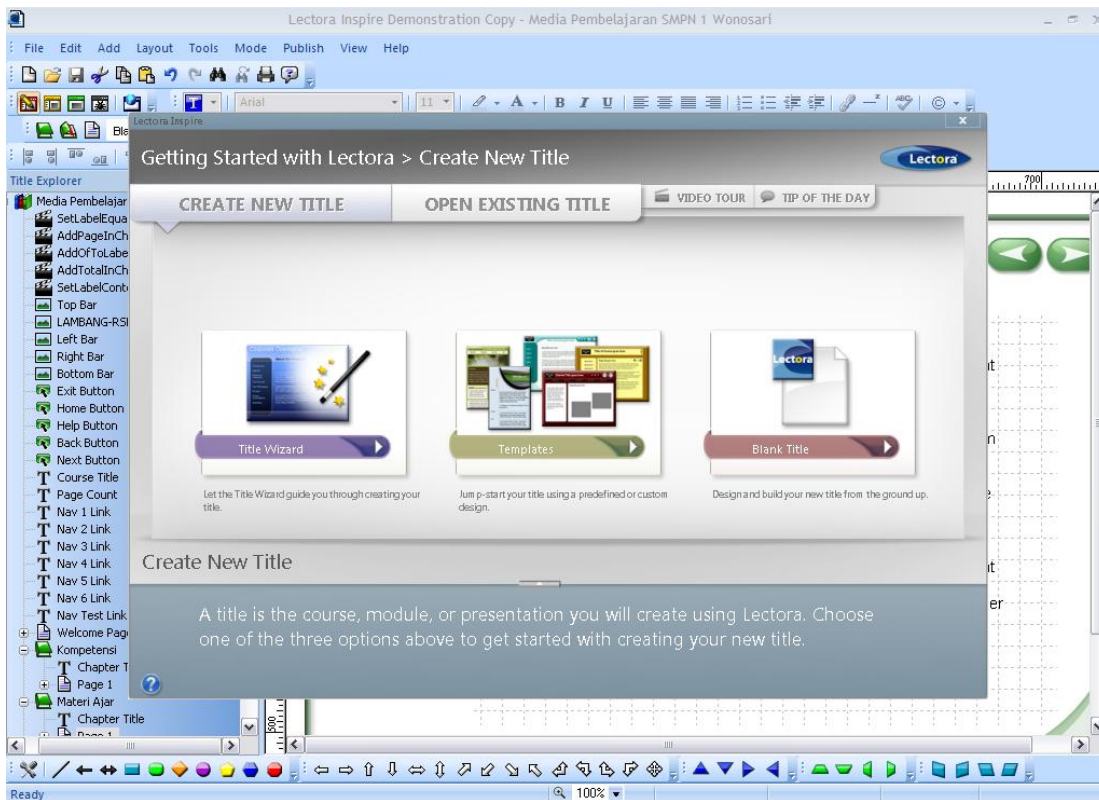 Lectora Inspire Demonstration Copy - Media Pembelajaran SMPN 1 Wonosari
File Edit Add Layout Tools Mode Publish View Help
Arial 11
Lectora Inspire
Getting Started with Lectora > Create New Title
Lectora
CREATE NEW TITLE OPEN EXISTING TITLE VIDEO TOUR TIP OF THE DAY
700
Title Explorer
Media Pembelajar
SetLabelEqua
AddPageInCh
AddOfToLabe
AddTotalInCh
SetLabelCont
Top Bar
LAMBANG-RSI
Left Bar
Right Bar
Bottom Bar
Exit Button
Home Button
Help Button
Back Button
Next Button
Course Title
Page Count
Nav 1 Link
Nav 2 Link
Nav 3 Link
Nav 4 Link
Nav 5 Link
Nav 6 Link
Nav Test Link
Welcome Pag
Kompetensi
Chapter T
Page 1
Materi Ajar
Chapter Title
Page 1
Lectora
Title Wizard Templates Blank Title
Let the Title Wizard guide you through creating your
title.
Jump-start your title using a predefined or custom
design.
Design and build your new title from the ground up.
Create New Title
A title is the course, module, or presentation you will create using Lectora. Choose
one of the three options above to get started with creating your new title.
500
Ready 100%